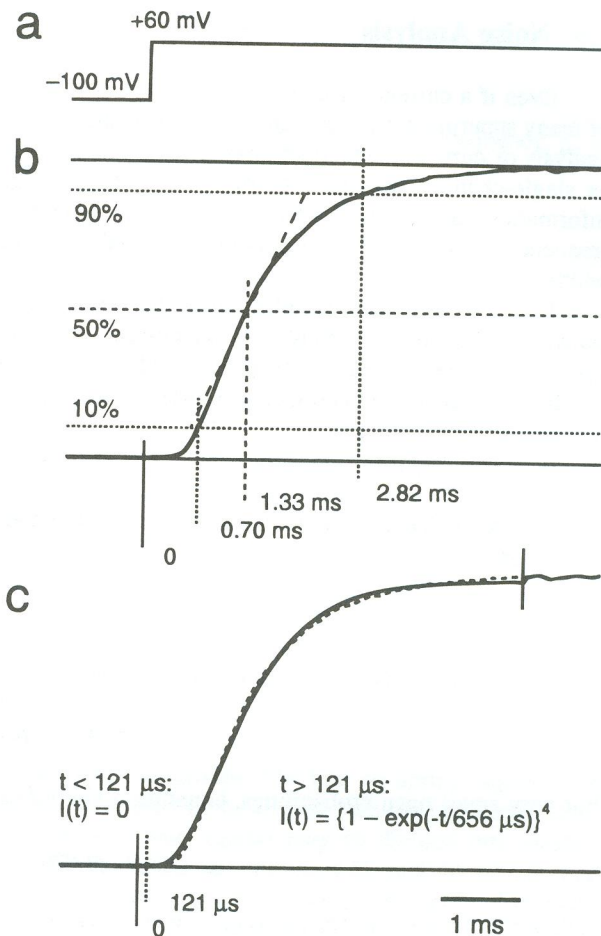 a
+60 mV
−100 mV
b
90%
50%
10%
2.82 ms
1.33 ms
0.70 ms
0
c
t < 121 µs:
I(t) = 0
t > 121 µs:
I(t) = {1 − exp(-t/656 µs)}⁴
121 µs
0
1 ms